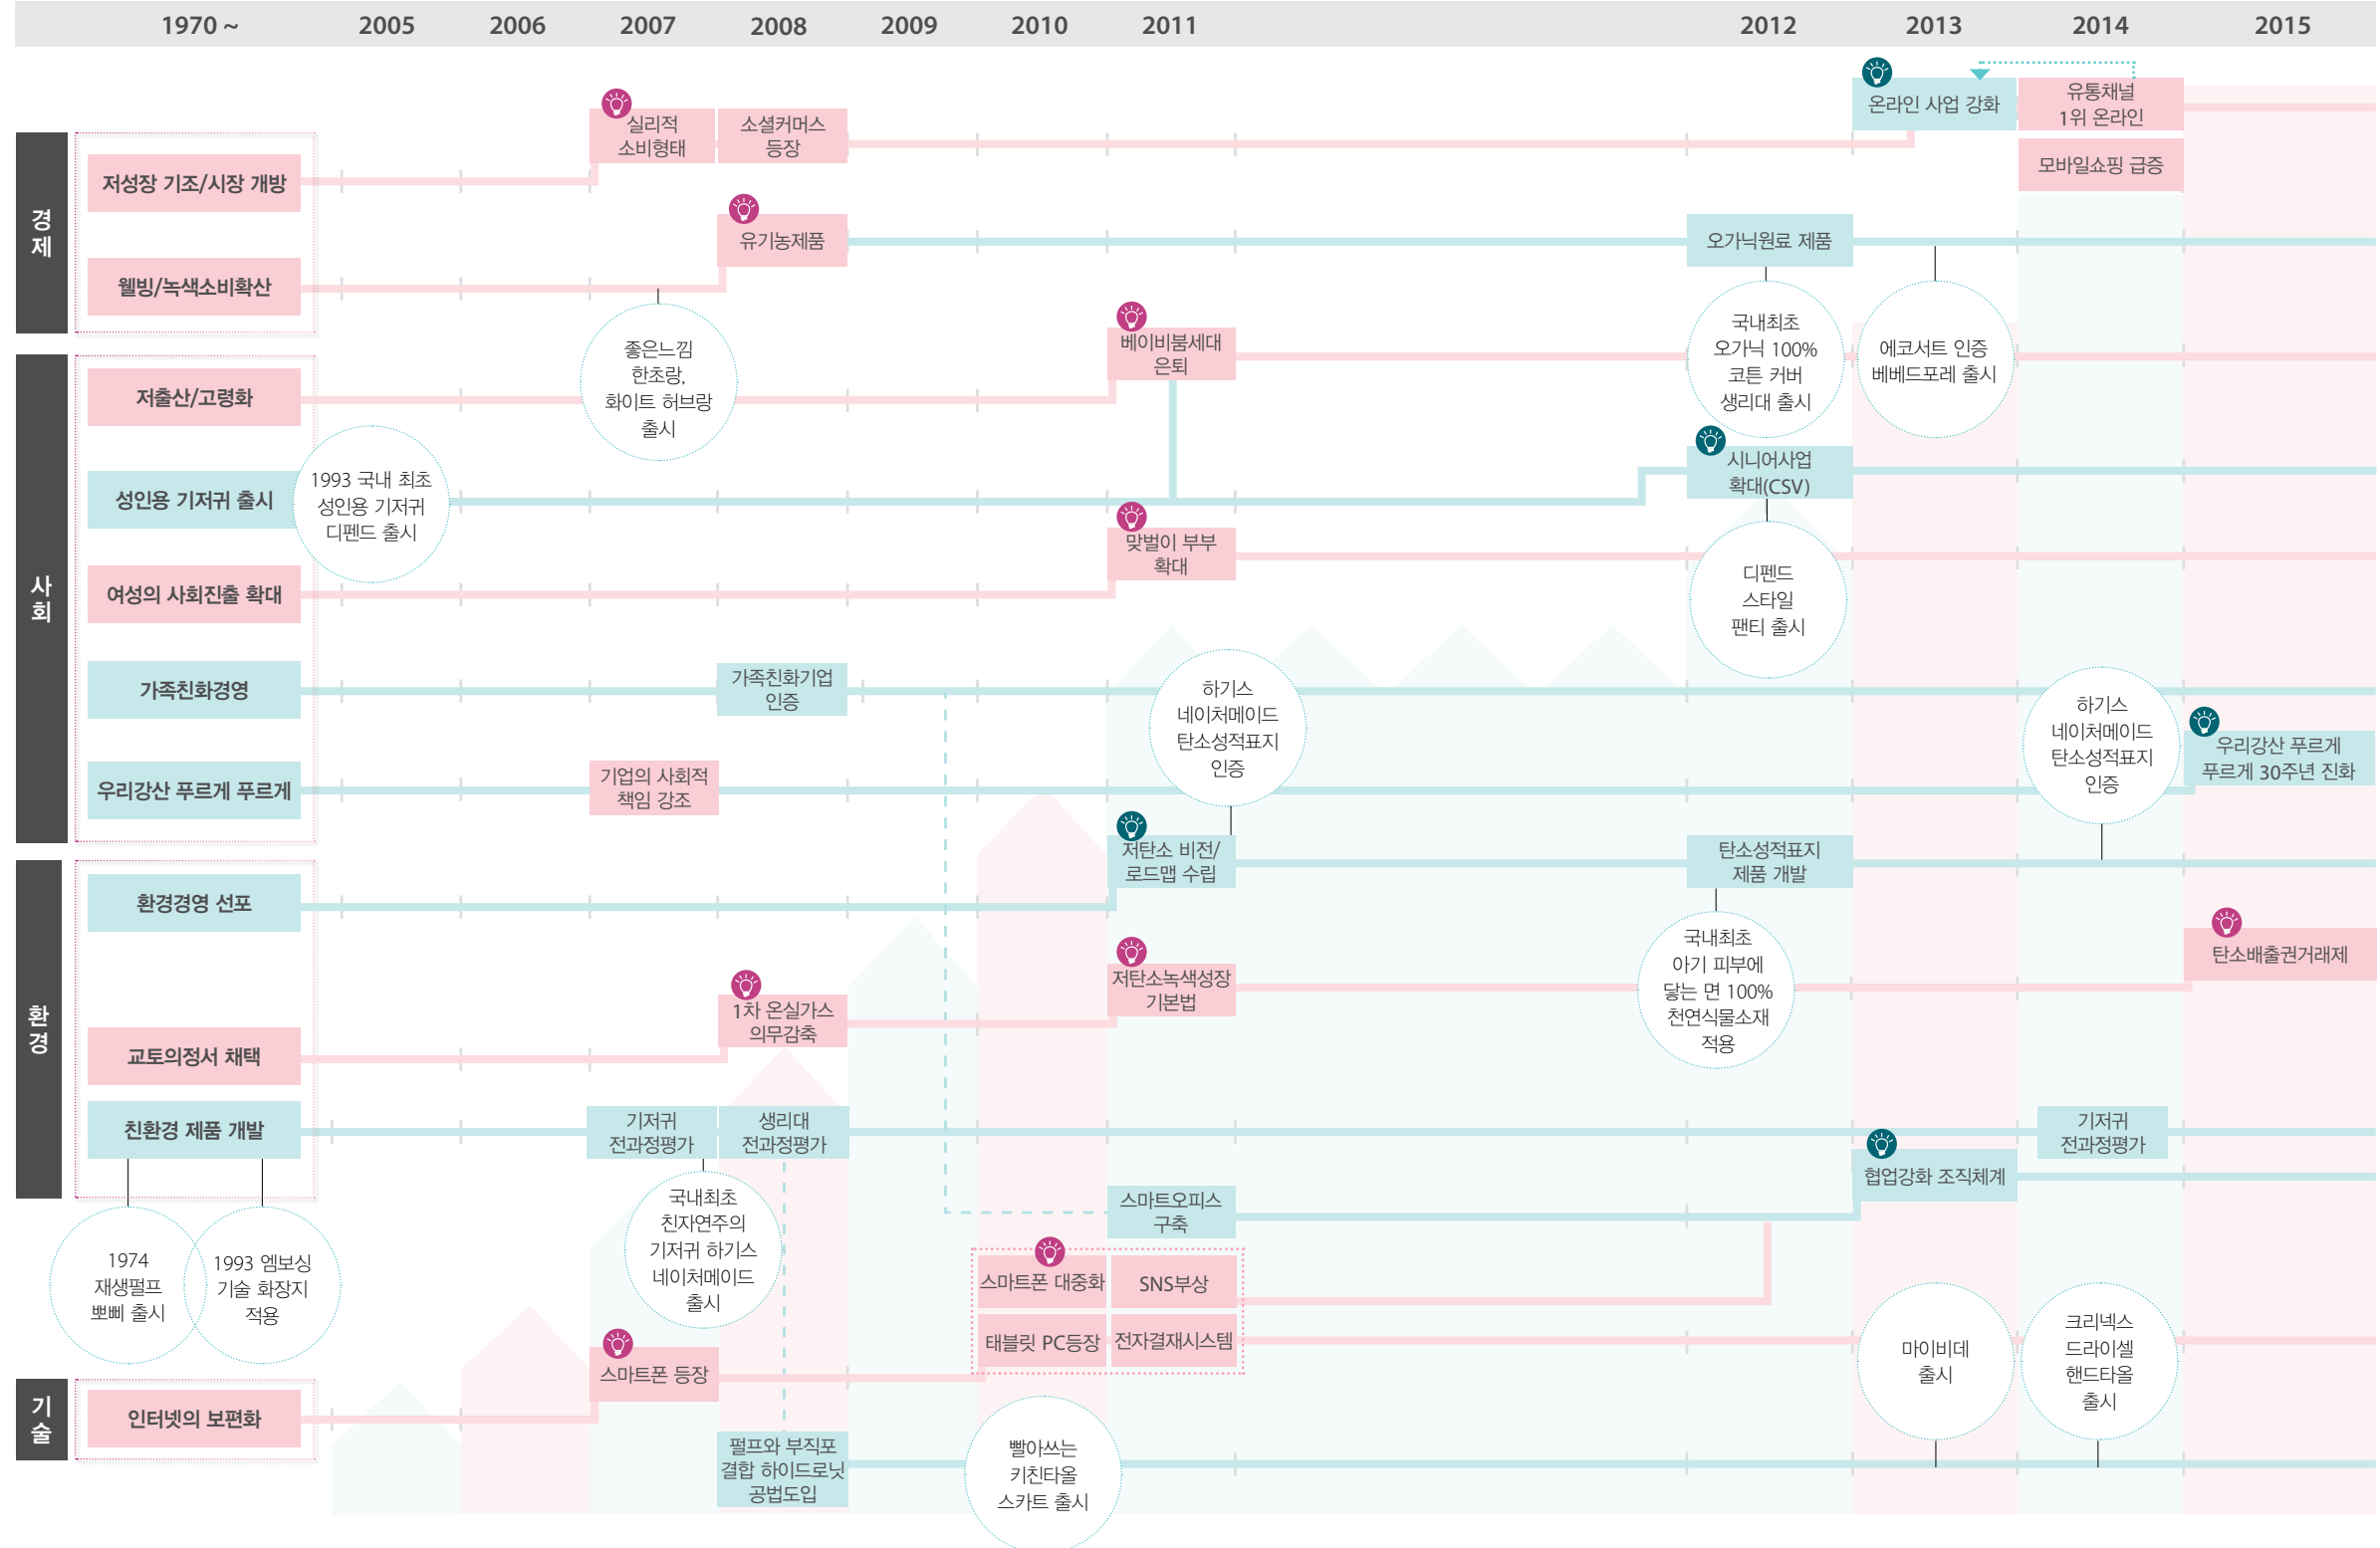 1970 ~
2005
2006
2007
2008
2009
2010
2011
2012
2013
2014
2015
경제
저성장 기조/시장 개방
실리적
소비형태
소셜커머스
등장
온라인 사업 강화
유통채널
1위 온라인
모바일쇼핑 급증
웰빙/녹색소비확산
유기농제품
오가닉원료 제품
좋은느낌
한초랑,
화이트 허브랑
출시
국내최초
오가닉 100%
코튼 커버
생리대 출시
에코서트 인증
베베드포레 출시
사회
저출산/고령화
베이비붐세대
은퇴
성인용 기저귀 출시
1993 국내 최초
성인용 기저귀
디펜드 출시
시니어사업
확대(CSV)
디펜드
스타일
팬티 출시
여성의 사회진출 확대
맞벌이 부부
확대
가족친화경영
가족친화기업
인증
하기스
네이처메이드
탄소성적표지
인증
하기스
네이처메이드
탄소성적표지
인증
우리강산 푸르게 푸르게
기업의 사회적
책임 강조
우리강산 푸르게
푸르게 30주년 진화
환경
환경경영 선포
저탄소 비전/
로드맵 수립
탄소성적표지
제품 개발
국내최초
아기 피부에
닿는 면 100%
천연식물소재
적용
교토의정서 채택
1차 온실가스
의무감축
저탄소녹색성장
기본법
탄소배출권거래제
친환경 제품 개발
기저귀
전과정평가
생리대
전과정평가
기저귀
전과정평가
1974
재생펄프
뽀삐 출시
1993 엠보싱
기술 화장지
적용
국내최초
친자연주의
기저귀 하기스
네이처메이드
출시
스마트오피스
구축
협업강화 조직체계
스마트폰 대중화
SNS부상
태블릿 PC등장
전자결재시스템
기술
인터넷의 보편화
스마트폰 등장
펄프와 부직포
결합 하이드로닛
공법도입
빨아쓰는
키친타올
스카트 출시
마이비데
출시
크리넥스
드라이셀
핸드타올
출시